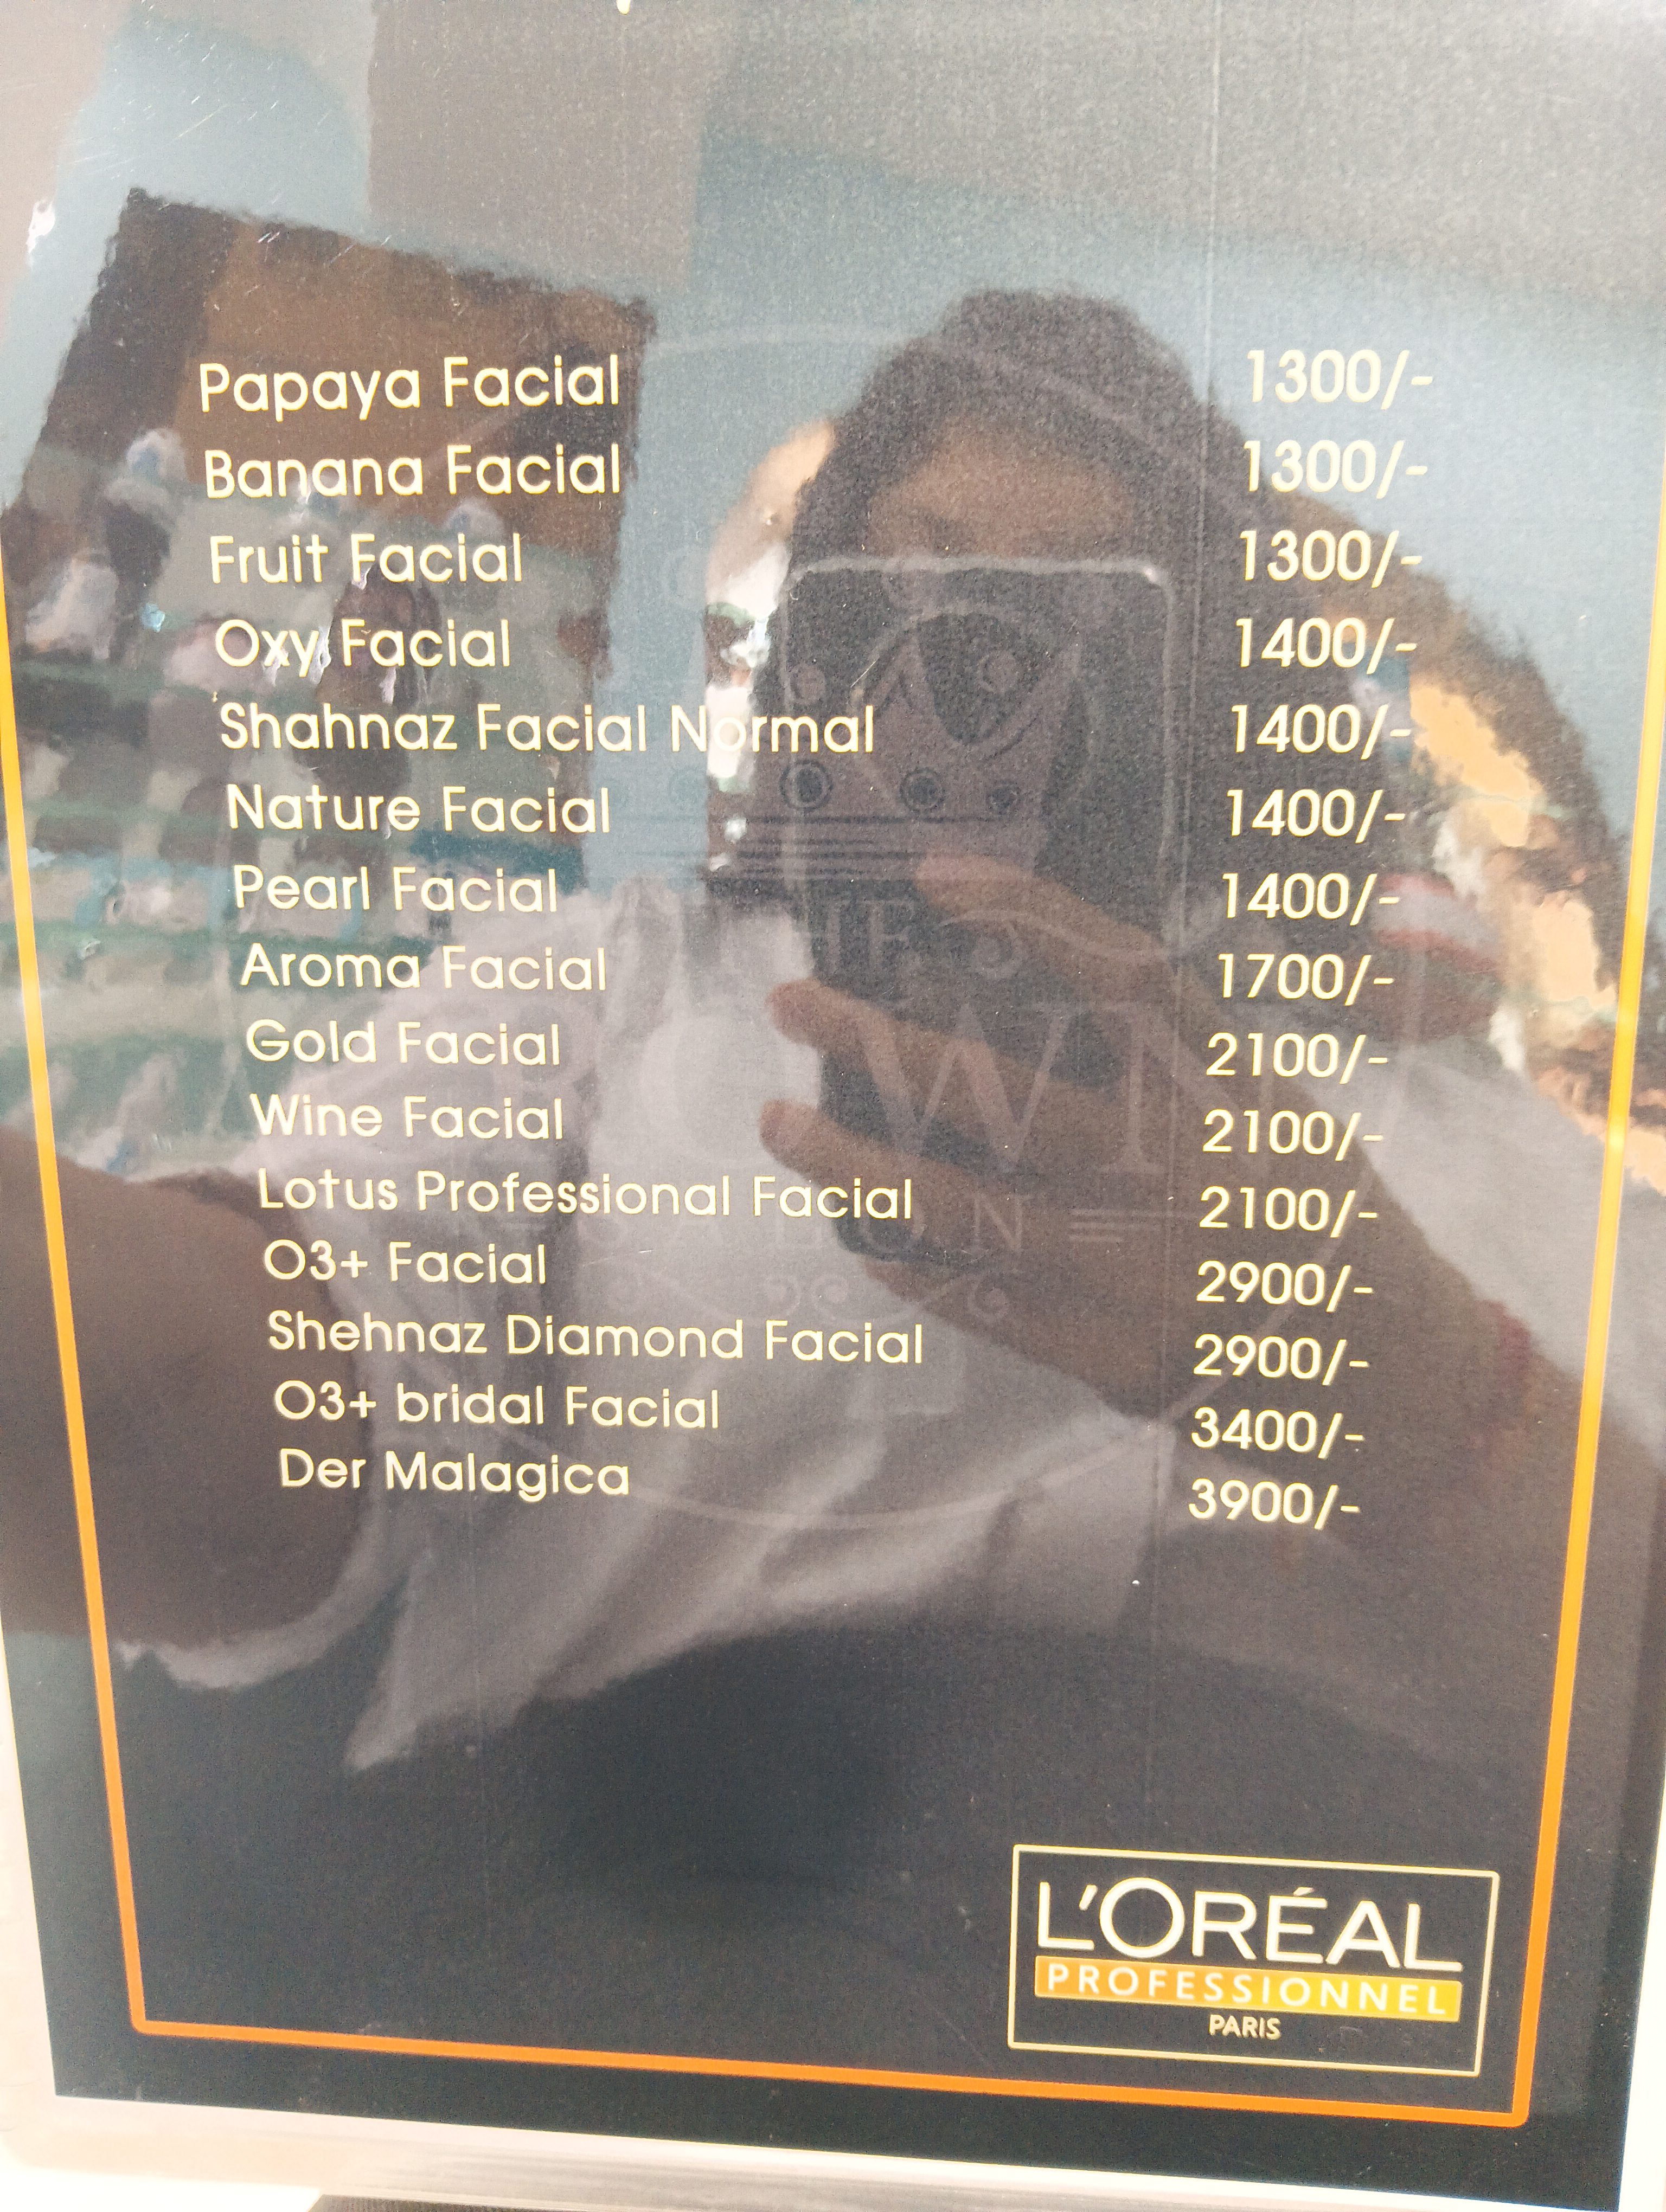 Papaya Facial 1300/-
Banana Facial 1300/-
Fruit Facial 1300/-
Oxy Facial 1400/-
Shahnaz Facial Normal 1400/-
Nature Facial 1400/-
Pearl Facial 1400/-
Aroma Facial 1700/-
Gold Facial 2100/-
Wine Facial 2100/-
Lotus Professional Facial 2100/-
O3+ Facial 2900/-
Shehnaz Diamond Facial 2900/-
O3+ bridal Facial 3400/-
Der Malagica 3900/-
SALON
L'ORÉAL
PROFESSIONNEL
PARIS